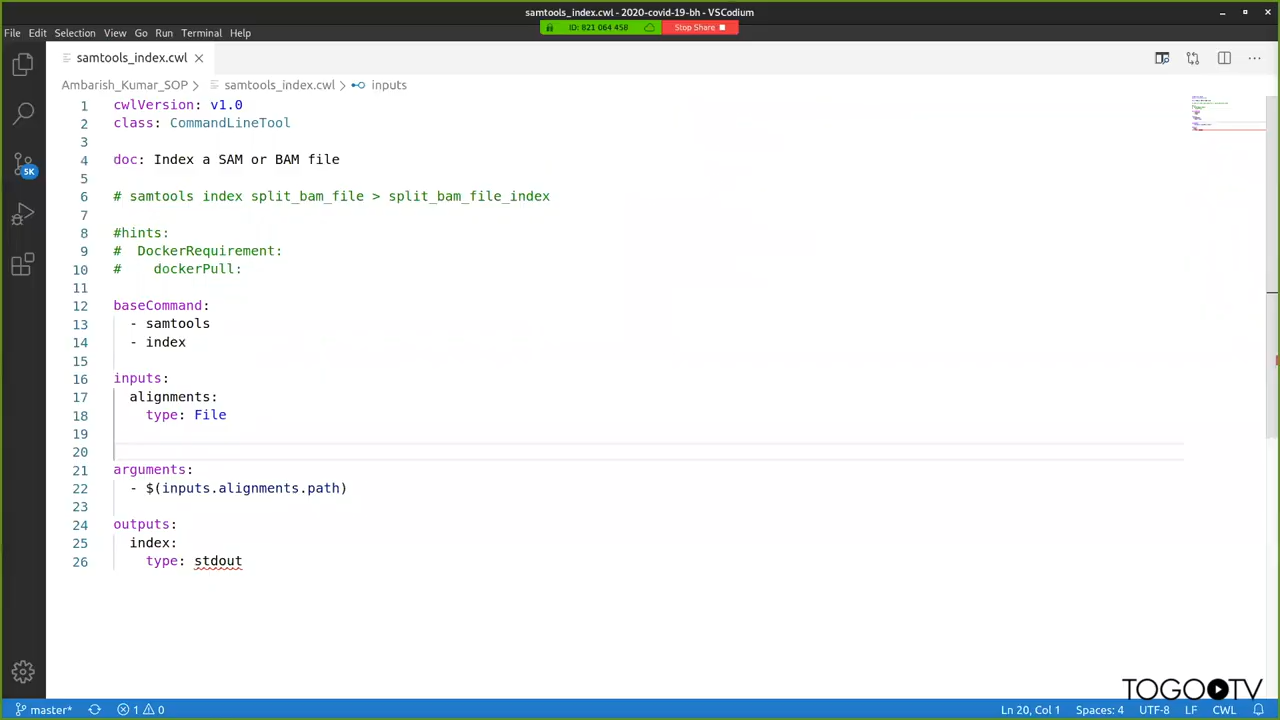 samtools_index.cwl - 2020-covid-19-bh - VSCodium
ID: 821 064 458 Stop Share
File Edit Selection View Go Run Terminal Help
samtools_index.cwl
Ambarish_Kumar_SOP > samtools_index.cwl > inputs
1 cwlVersion: v1.0
2 class: CommandLineTool
3
4 doc: Index a SAM or BAM file
5
6 # samtools index split_bam_file > split_bam_file_index
7
8 #hints:
9 #  DockerRequirement:
10 #    dockerPull:
11
12 baseCommand:
13   - samtools
14   - index
15
16 inputs:
17   alignments:
18     type: File
19
20
21 arguments:
22   - $(inputs.alignments.path)
23
24 outputs:
25   index:
26     type: stdout
5K
TOGOTV
master* 1 0 Ln 20, Col 1 Spaces: 4 UTF-8 LF CWL